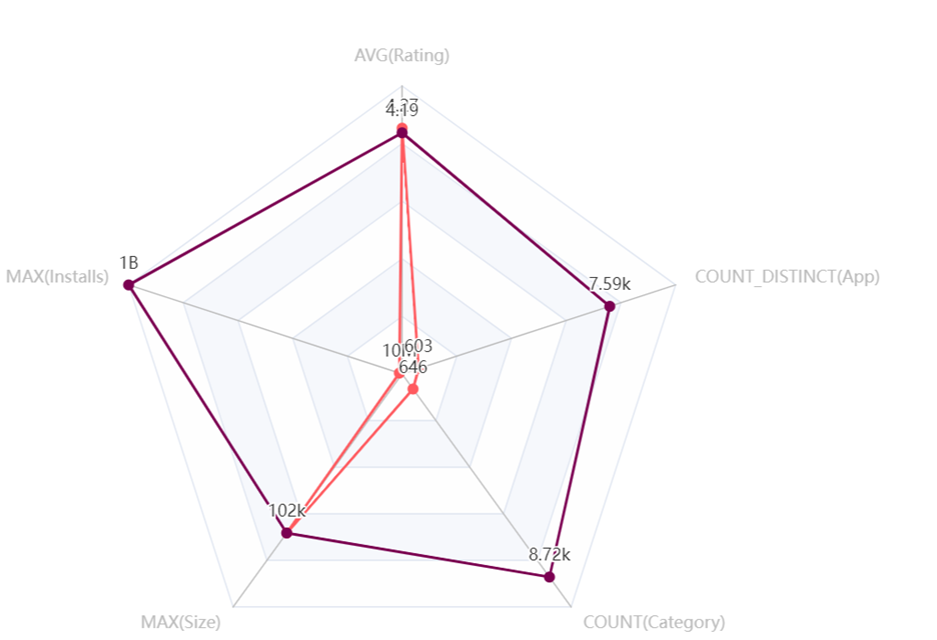 AVG(Rating)
4.19
1B
MAX(Installs)
COUNT_DISTINCT(App)
7.59k
603
646
102k
8.72k
MAX(Size)
COUNT(Category)